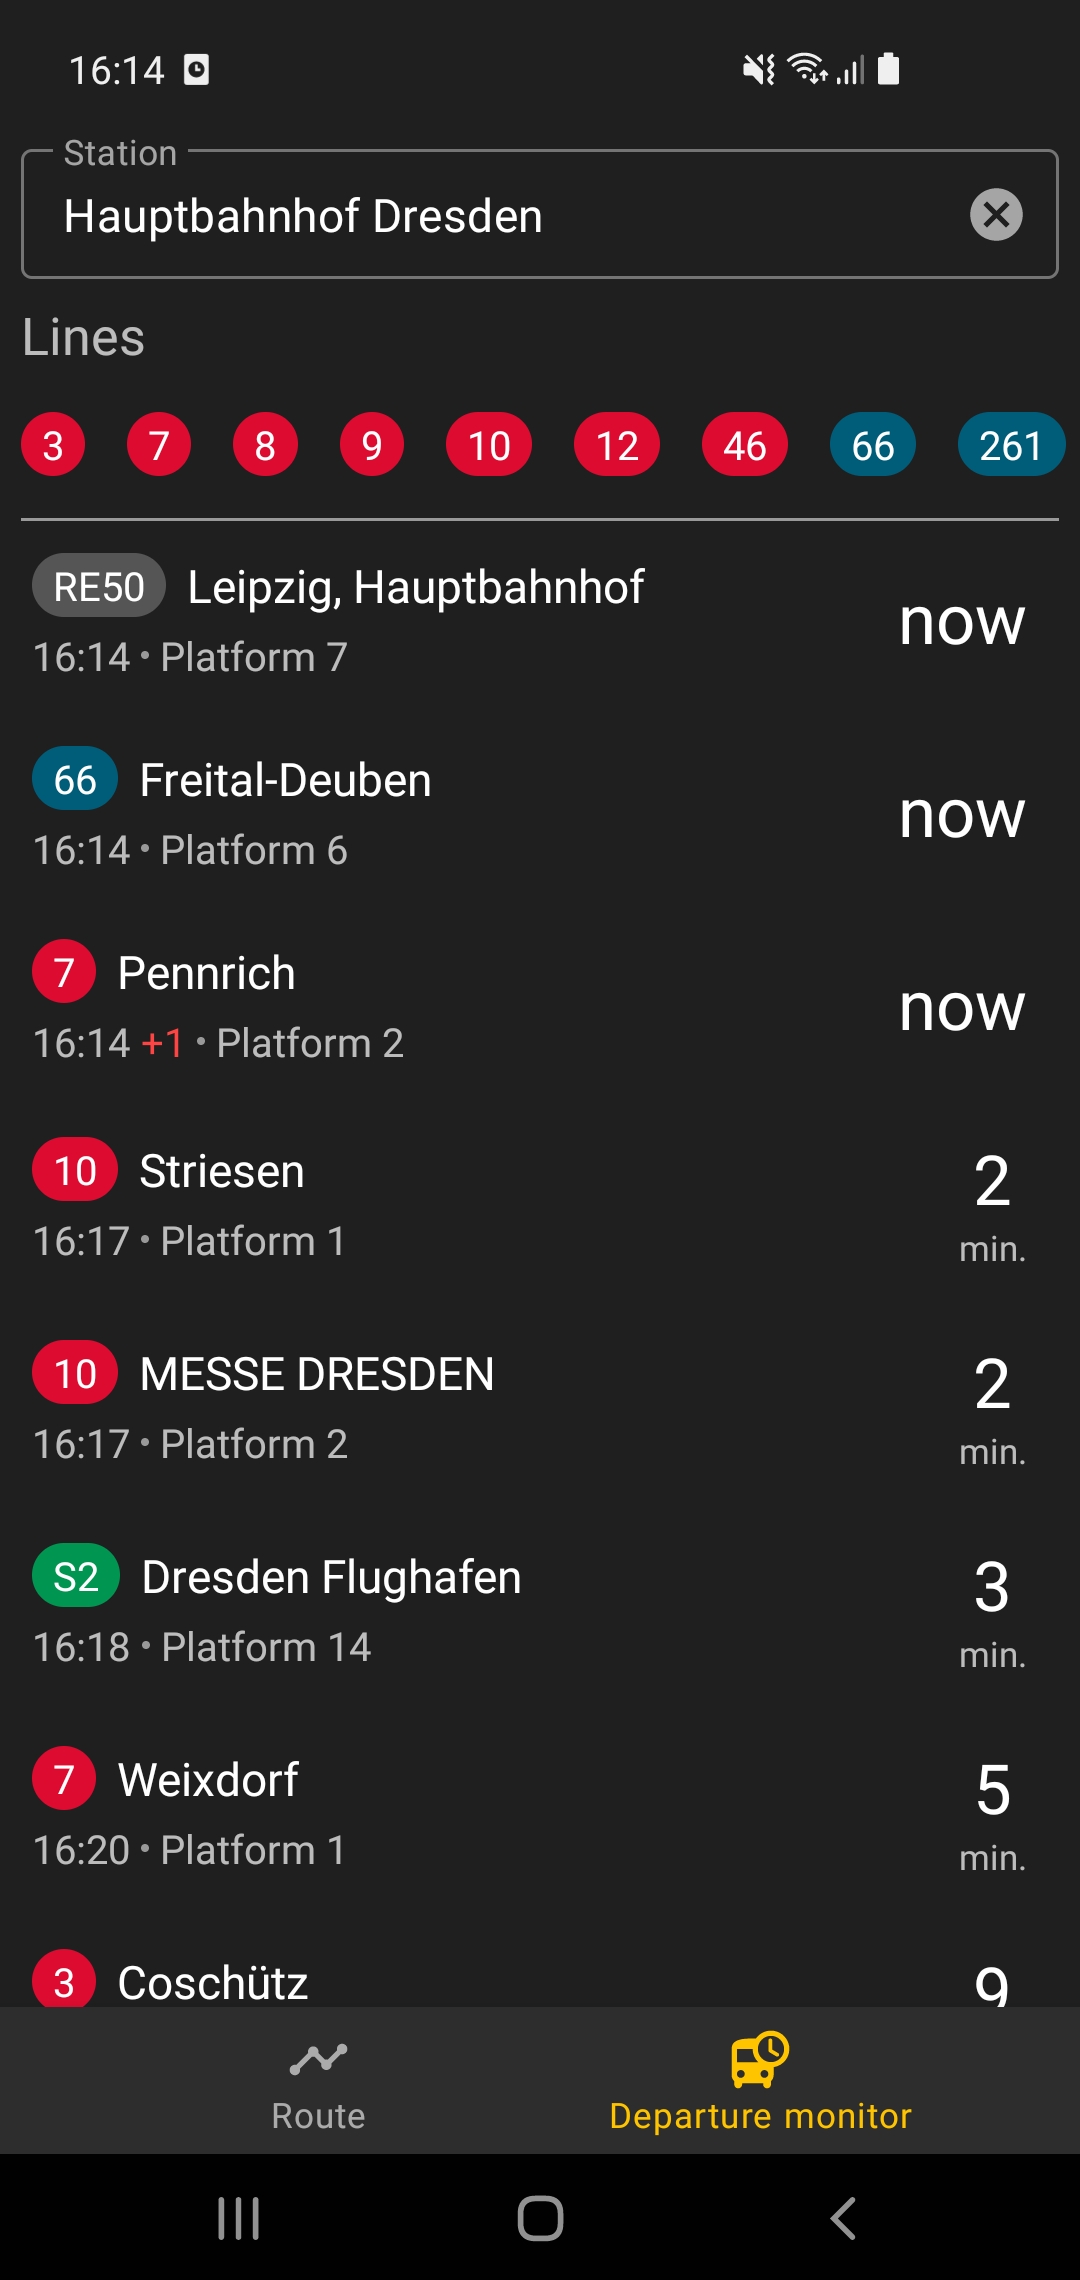 16:14
Station
Hauptbahnhof Dresden
Lines
3 7 8 9 10 12 46 66 261
RE50 Leipzig, Hauptbahnhof
now
16:14 • Platform 7
66 Freital-Deuben
now
16:14 • Platform 6
7 Pennrich
now
16:14 +1 • Platform 2
10 Striesen
2
16:17 • Platform 1
min.
10 MESSE DRESDEN
2
16:17 • Platform 2
min.
S2 Dresden Flughafen
3
16:18 • Platform 14
min.
7 Weixdorf
5
16:20 • Platform 1
min.
3 Coschütz
9
Route
Departure monitor